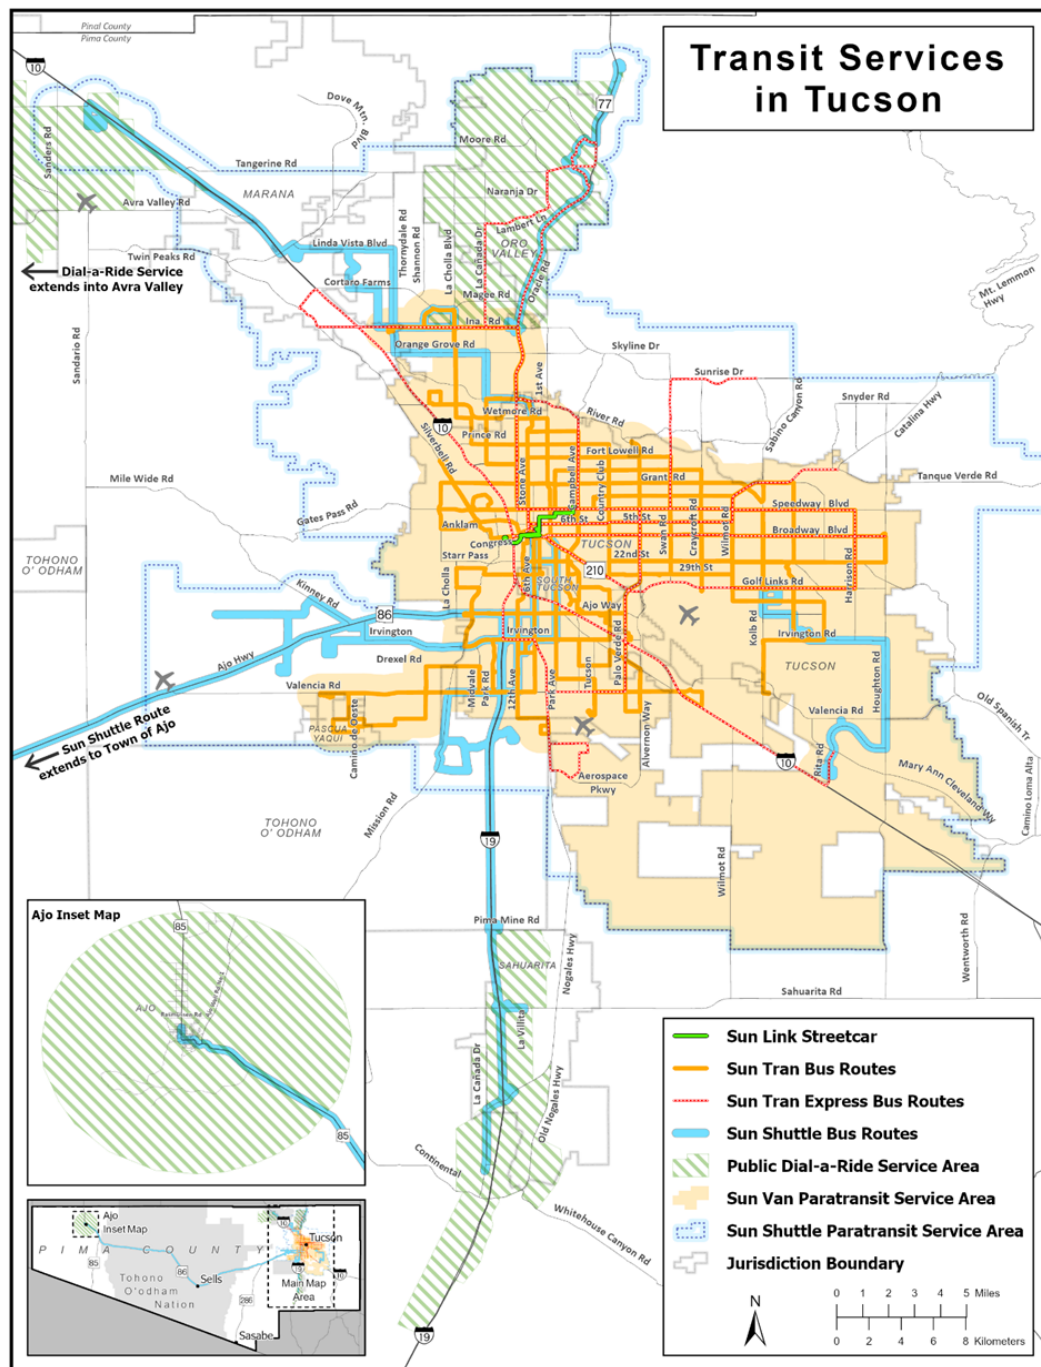 Pinal County
Pima County
Transit Services
in Tucson
10
77
Dove Mtn. Blvd
Moore Rd
Sanders Rd
Tangerine Rd
MARANA
Naranja Dr
Avra Valley Rd
Lambert Ln
Linda Vista Blvd
Thornydale Rd
Shannon Rd
La Cholla Blvd
La Cañada Dr
ORO
VALLEY
Oracle Rd
Twin Peaks Rd
Dial-a-Ride Service
extends into Avra Valley
Cortaro Farms
Magee Rd
Mt. Lemmon
Hwy
Ina Rd
Sandario Rd
Orange Grove Rd
Skyline Dr
1st Ave
Sunrise Dr
Sabino Canyon Rd
Snyder Rd
Catalina Hwy
Wetmore Rd
River Rd
10
Prince Rd
Silverbell Rd
Fort Lowell Rd
Mile Wide Rd
Stone Ave
Campbell Ave
Country Club
Grant Rd
Tanque Verde Rd
Gates Pass Rd
Anklam
6th St
5th St
Swan Rd
Craycroft Rd
Wilmot Rd
Speedway Blvd
Broadway Blvd
Congress
TUCSON
22nd St
Starr Pass
TOHONO
O' ODHAM
210
29th St
La Cholla
6th Ave
SOUTH
TUCSON
Golf Links Rd
Harrison Rd
Kinney Rd
86
Ajo Way
Irvington
Irvington
Kolb Rd
Irvington Rd
Ajo Hwy
Drexel Rd
Palo Verde Rd
TUCSON
Houghton Rd
Valencia Rd
Midvale
Park Rd
12th Ave
Park Ave
Tucson
Old Spanish Tr
Sun Shuttle Route
extends to Town of Ajo
PASCUA
YAQUI
Camino de Oeste
Alvernon Way
Valencia Rd
Rita Rd
10
Mary Ann Cleveland Wy
Aerospace
Pkwy
Camino Loma Alta
Mission Rd
TOHONO
O' ODHAM
19
Wilmot Rd
Ajo Inset Map
85
Pima Mine Rd
Nogales Hwy
Wentworth Rd
SAHUARITA
Sahuarita Rd
AJO
La Villita
La Cañada Dr
Old Nogales Hwy
85
Continental
Whitehouse Canyon Rd
19
Sun Link Streetcar
Sun Tran Bus Routes
Sun Tran Express Bus Routes
Sun Shuttle Bus Routes
Public Dial-a-Ride Service Area
Sun Van Paratransit Service Area
Sun Shuttle Paratransit Service Area
Jurisdiction Boundary
N
0 1 2 3 4 5 Miles
0 2 4 6 8 Kilometers
Ajo
Inset Map
10
Tucson
PIMA COUNTY
85
86
Sells
Tohono
O'odham
Nation
19
10
Main Map
Area
286
Sasabe